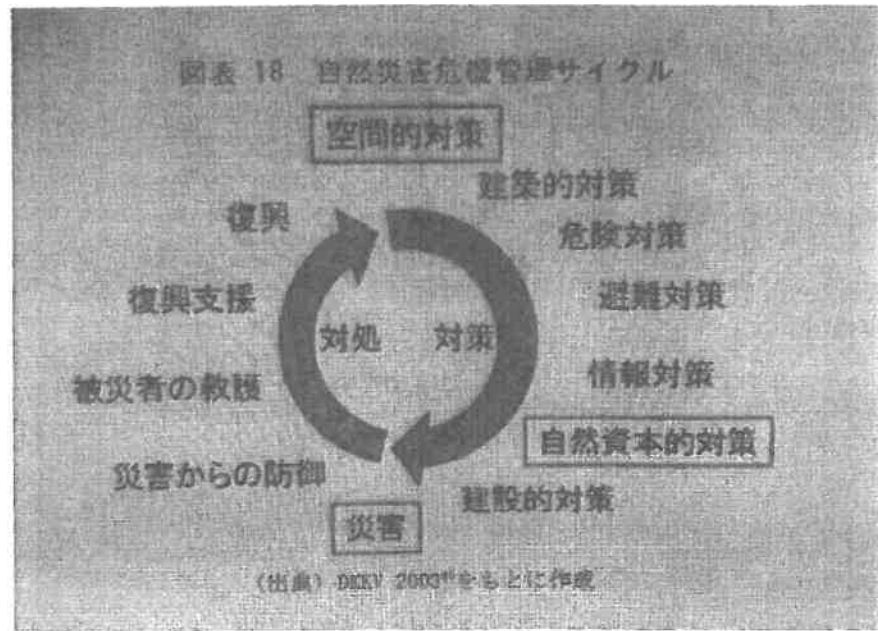 図表 18 自然災害危機管理サイクル
空間的対策
建築的対策
危険対策
避難対策
情報対策
自然資本的対策
建設的対策
災害
災害からの防御
被災者の救護
復興支援
復興
対処
対策
(出典) DKKV 2003をもとに作成